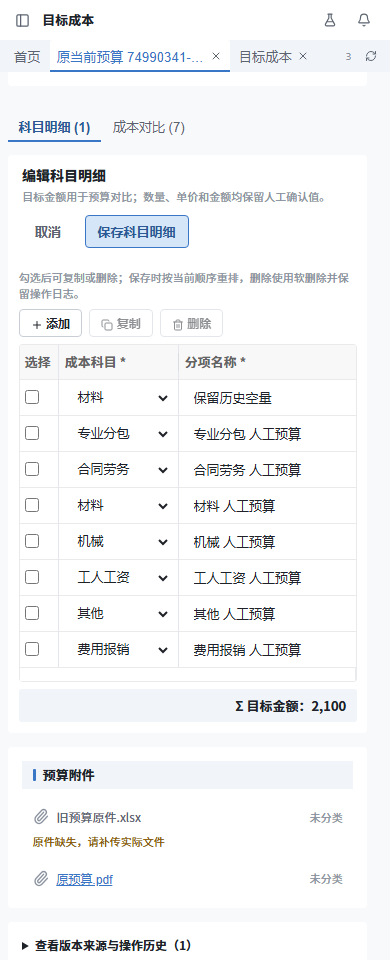 目标成本
首页 原当前预算 74990341-... 目标成本 3
科目明细 (1) 成本对比 (7)
编辑科目明细
目标金额用于预算对比；数量、单价和金额均保留人工确认值。
取消 保存科目明细
勾选后可复制或删除；保存时按当前顺序重排，删除使用软删除并保
留操作日志。
添加 复制 删除
选择 成本科目 * 分项名称 *
材料 保留历史空量
专业分包 专业分包 人工预算
合同劳务 合同劳务 人工预算
材料 材料 人工预算
机械 机械 人工预算
工人工资 工人工资 人工预算
其他 其他 人工预算
费用报销 费用报销 人工预算
Σ 目标金额：2,100
预算附件
旧预算原件.xlsx 未分类
原件缺失，请补传实际文件
原预算.pdf 未分类
查看版本来源与操作历史（1）